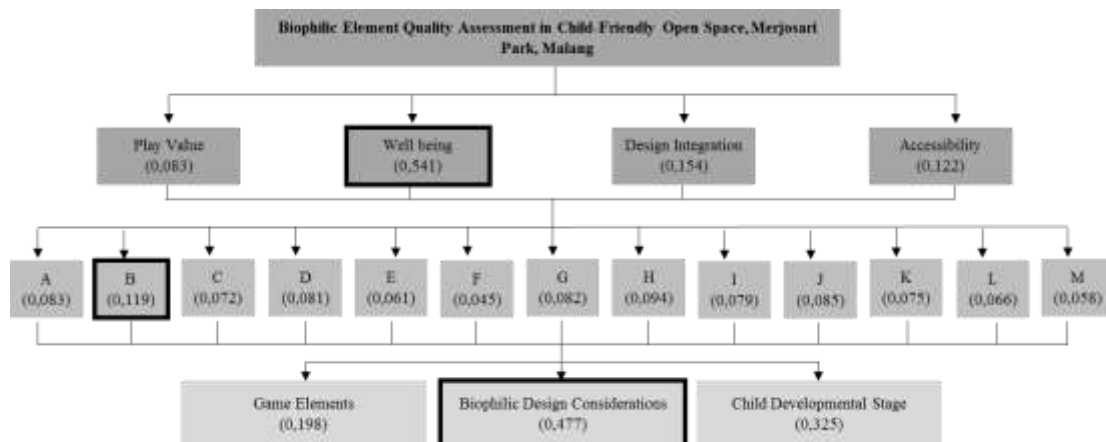 Biophilic Element Quality Assessment in Child-Friendly Open Space, Merjosari
Park, Malang
Play Value
(0,083)
Well being
(0,541)
Design Integration
(0,154)
Accessibility
(0,122)
A
(0,083)
B
(0,119)
C
(0,072)
D
(0,081)
E
(0,061)
F
(0,045)
G
(0,082)
H
(0,094)
I
(0,079)
J
(0,085)
K
(0,075)
L
(0,066)
M
(0,058)
Game Elements
(0,198)
Biophilic Design Considerations
(0,477)
Child Developmental Stage
(0,325)